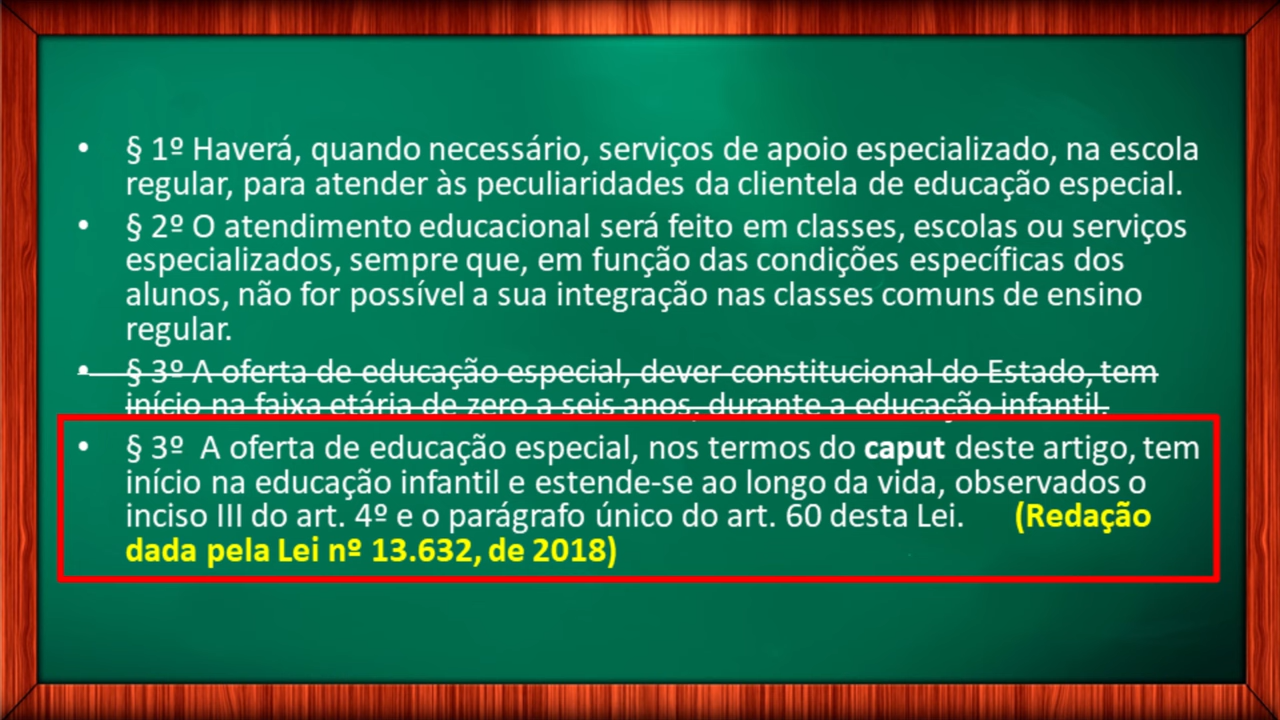 • § 1º Haverá, quando necessário, serviços de apoio especializado, na escola
regular, para atender às peculiaridades da clientela de educação especial.
• § 2º O atendimento educacional será feito em classes, escolas ou serviços
especializados, sempre que, em função das condições específicas dos
alunos, não for possível a sua integração nas classes comuns de ensino
regular.
• § 3º A oferta de educação especial, dever constitucional do Estado, tem
início na faixa etária de zero a seis anos, durante a educação infantil.
• § 3º A oferta de educação especial, nos termos do caput deste artigo, tem
início na educação infantil e estende-se ao longo da vida, observados o
inciso III do art. 4º e o parágrafo único do art. 60 desta Lei. (Redação
dada pela Lei nº 13.632, de 2018)